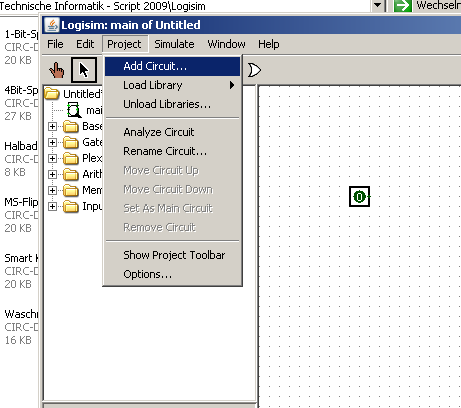 Technische Informatik - Script 2009\Logisim
Wechseln
1-Bit-Sp
CIRC-D
20 KB
4Bit-Sp
CIRC-D
27 KB
Halbad
CIRC-D
8 KB
MS-Flip
CIRC-D
20 KB
Smart K
CIRC-D
20 KB
Waschr
CIRC-D
16 KB
Logisim: main of Untitled
File Edit Project Simulate Window Help
Untitled*
mai
Base
Gate
Plex
Arith
Mem
Inpu
Add Circuit...
Load Library
Unload Libraries...
Analyze Circuit
Rename Circuit...
Move Circuit Up
Move Circuit Down
Set As Main Circuit
Remove Circuit
Show Project Toolbar
Options...
0